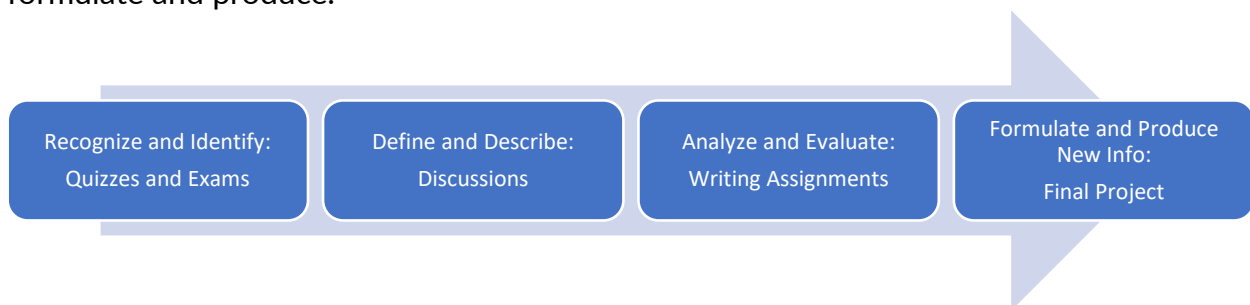 formulate and produce.
Recognize and Identify:
Quizzes and Exams
Define and Describe:
Discussions
Analyze and Evaluate:
Writing Assignments
Formulate and Produce
New Info:
Final Project